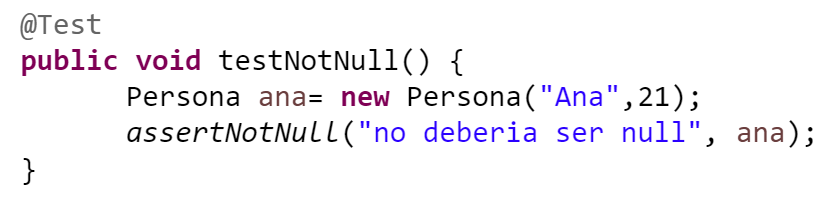 @Test
public void testNotNull() {
Persona ana= new Persona("Ana",21);
assertNotNull("no deberia ser null", ana);
}